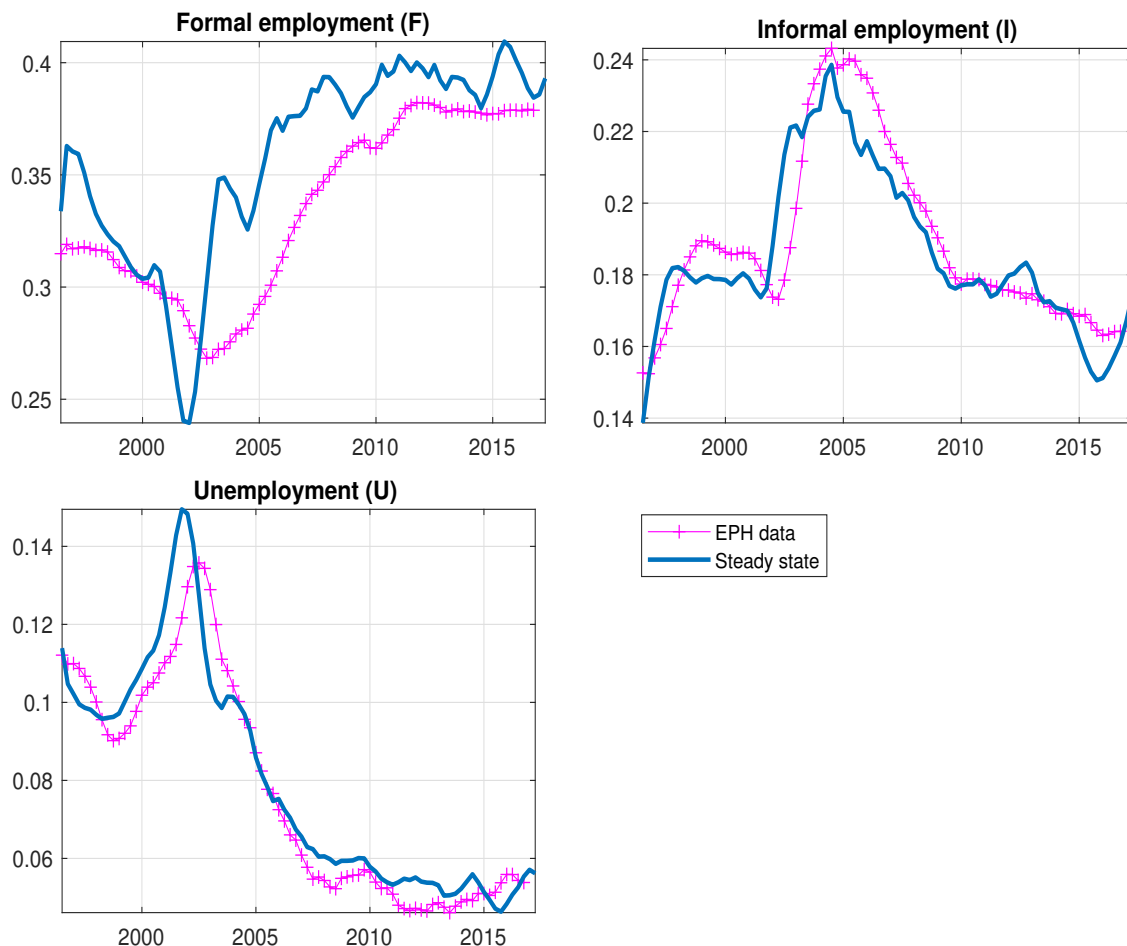 Formal employment (F)
0.4
0.35
0.3
0.25
2000 2005 2010 2015
Informal employment (I)
0.24
0.22
0.2
0.18
0.16
0.14
2000 2005 2010 2015
Unemployment (U)
0.14
0.12
0.1
0.08
0.06
2000 2005 2010 2015
EPH data
Steady state